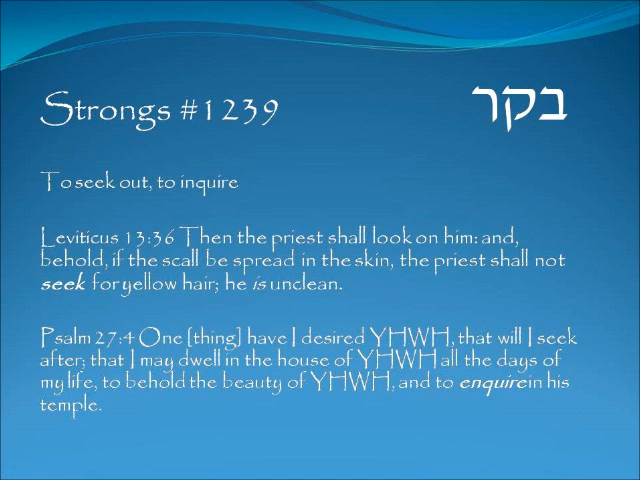 Strongs #1239 בקר
To seek out, to inquire
Leviticus 13:36 Then the priest shall look on him: and,
behold, if the scall be spread in the skin, the priest shall not
seek for yellow hair; he is unclean.
Psalm 27:4 One [thing] have I desired YHWH, that will I seek
after; that I may dwell in the house of YHWH all the days of
my life, to behold the beauty of YHWH, and to enquire in his
temple.